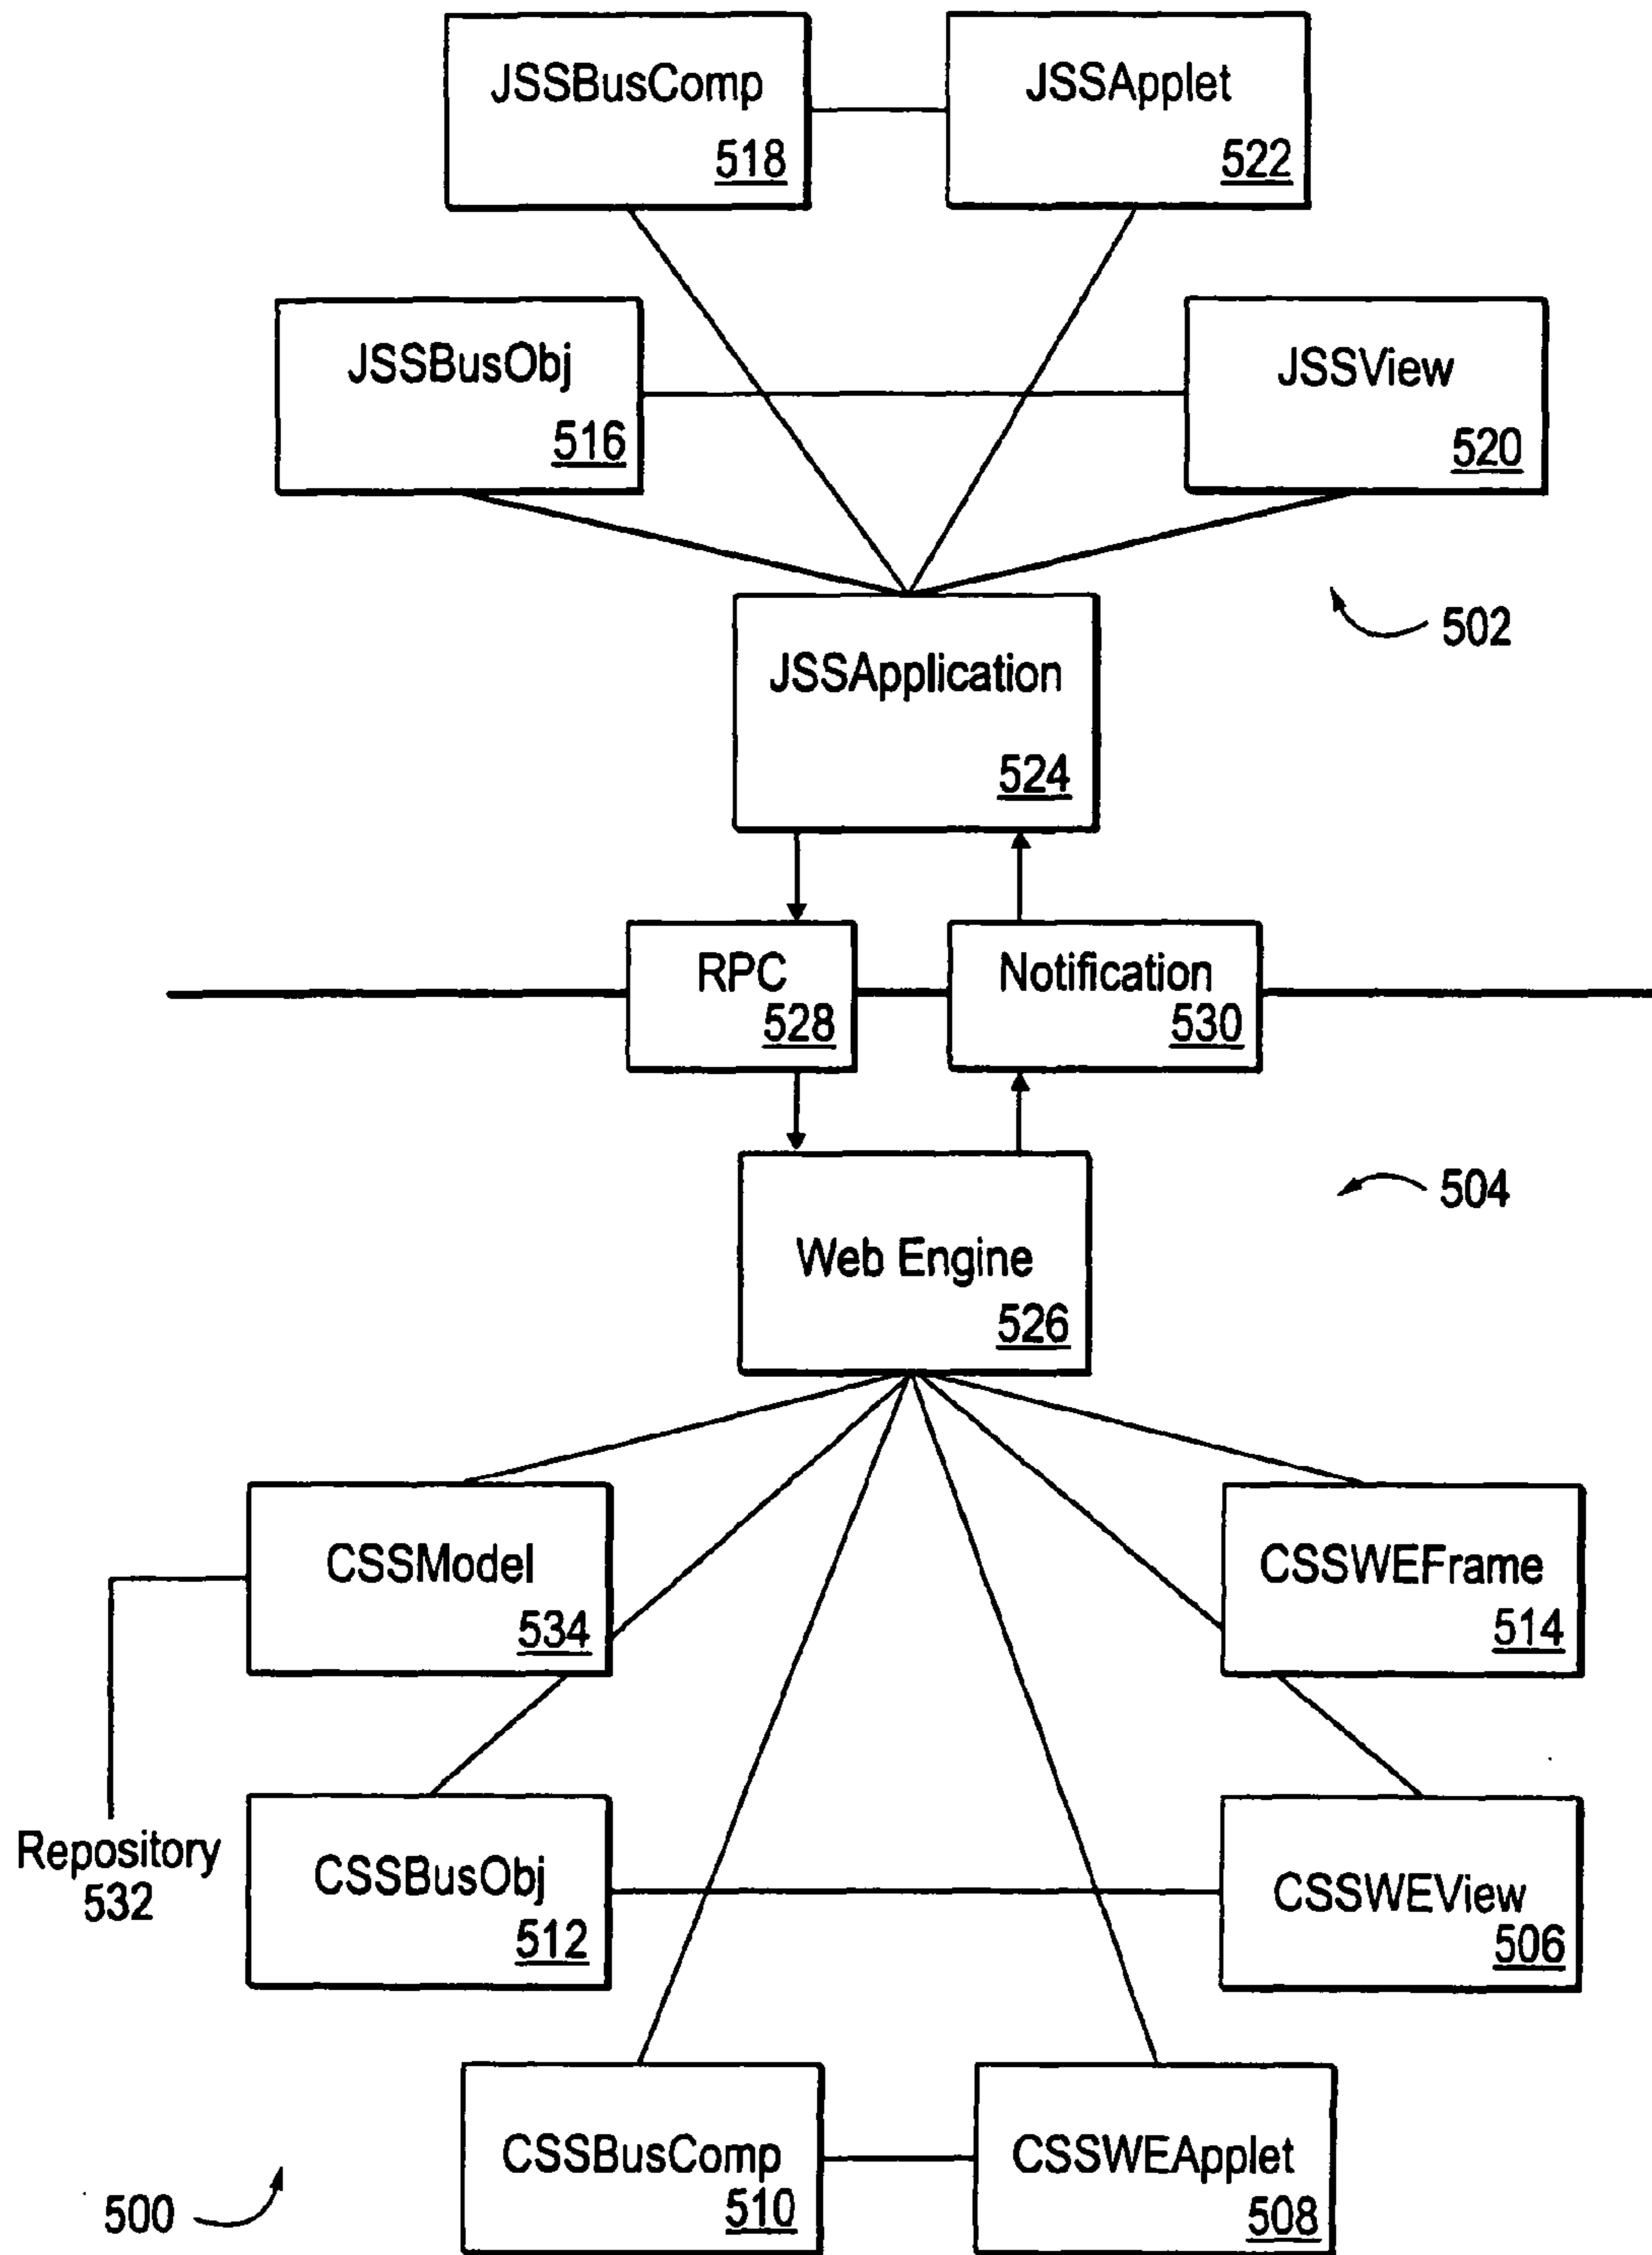 JSSBusComp
518
JSSApplet
522
JSSBusObj
516
JSSView
520
502
JSSApplication
524
RPC
528
Notification
530
504
Web Engine
526
CSSModel
534
CSSWEFrame
514
Repository
532
CSSBusObj
512
CSSWEView
506
CSSBusComp
510
CSSWEApplet
508
500